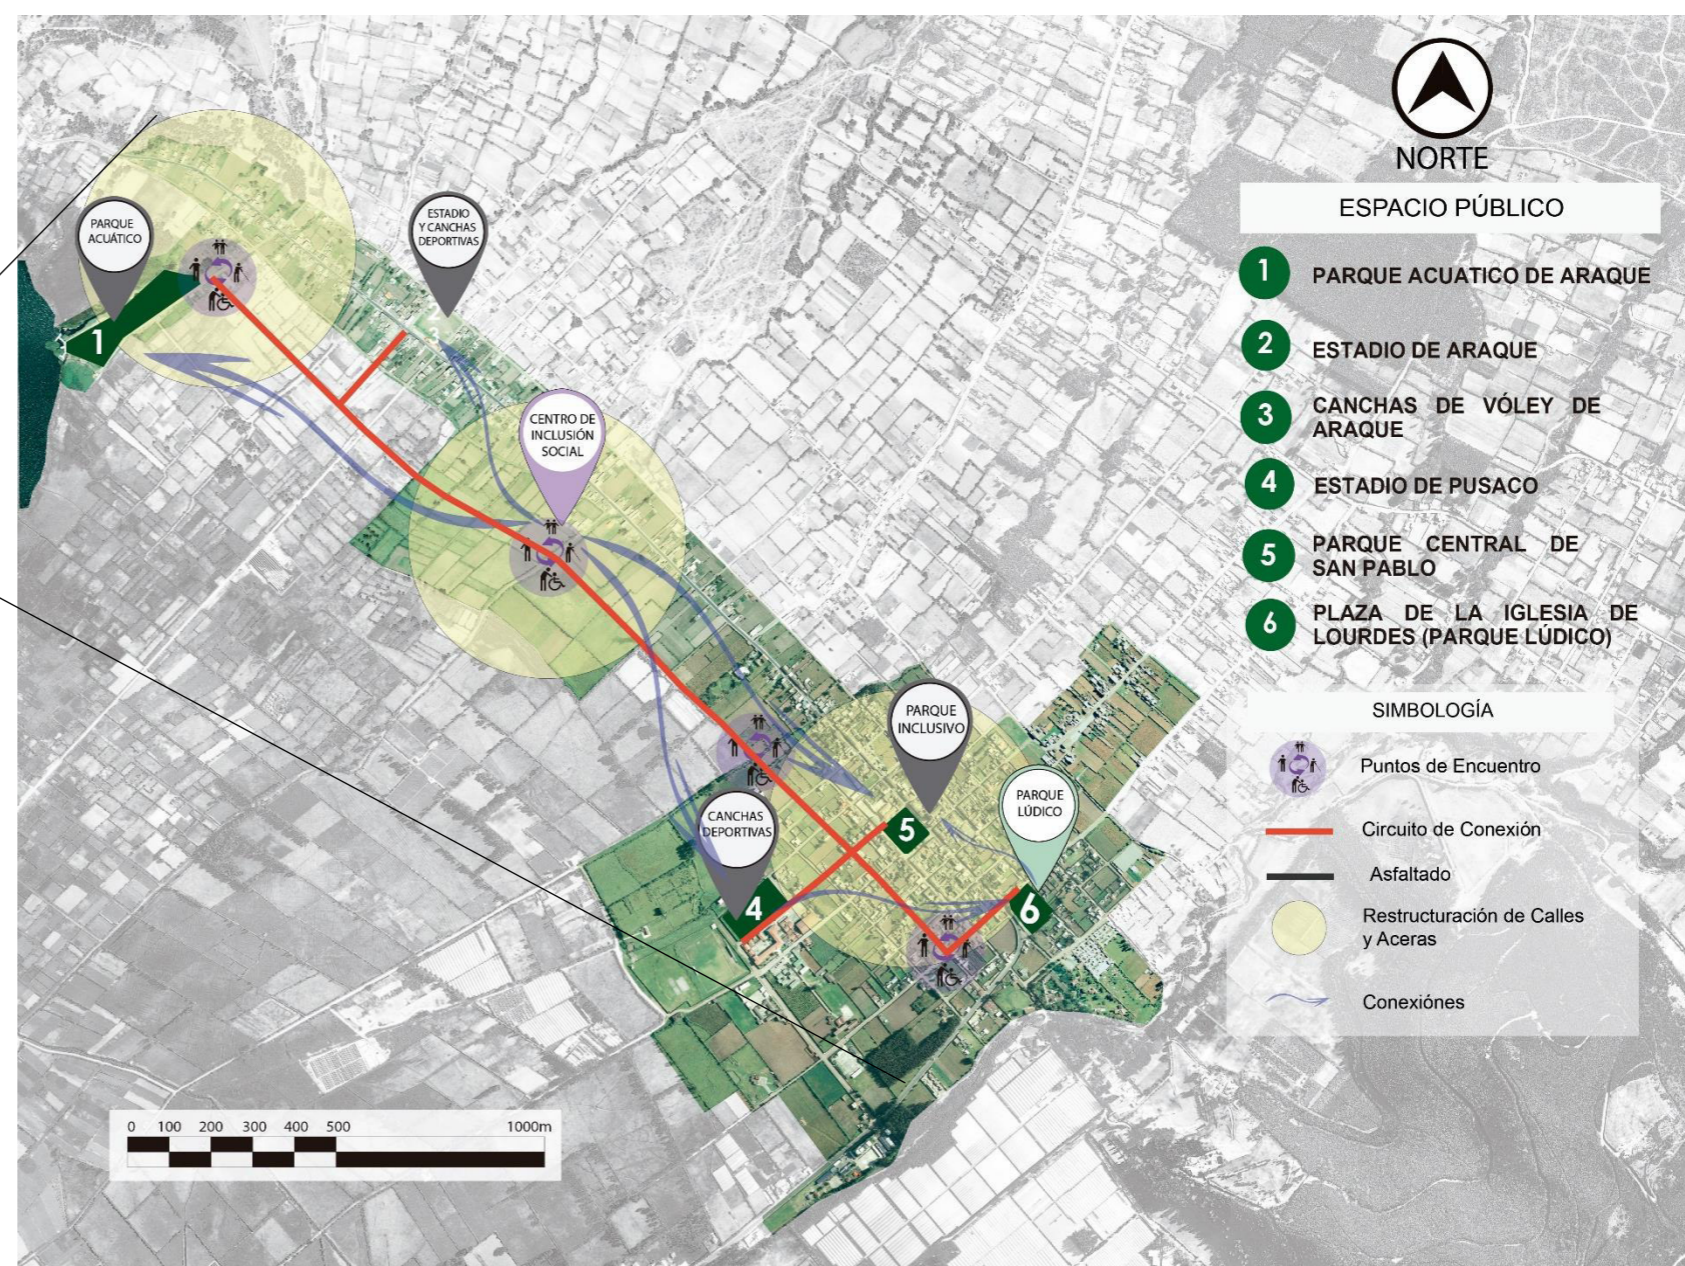 NORTE
ESPACIO PÚBLICO
1
PARQUE ACUATICO DE ARAQUE
2
ESTADIO DE ARAQUE
3
CANCHAS DE VÓLEY DE
ARAQUE
4
ESTADIO DE PUSACO
5
PARQUE CENTRAL DE
SAN PABLO
6
PLAZA DE LA IGLESIA DE
LOURDES (PARQUE LÚDICO)
SIMBOLOGÍA
Puntos de Encuentro
Circuito de Conexión
Asfaltado
Restructuración de Calles
y Aceras
Conexiónes
PARQUE
ACUÁTICO
1
ESTADIO
Y CANCHAS
DEPORTIVAS
CENTRO DE
INCLUSIÓN
SOCIAL
PARQUE
INCLUSIVO
5
PARQUE
LÚDICO
6
CANCHAS
DEPORTIVAS
4
0 100 200 300 400 500 1000m